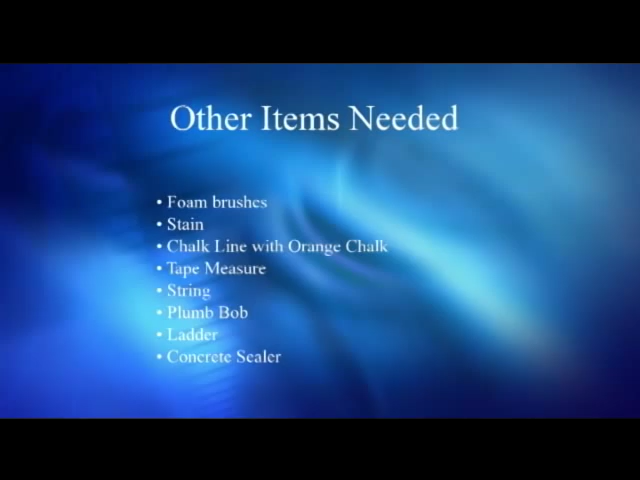 Other Items Needed
• Foam brushes
• Stain
• Chalk Line with Orange Chalk
• Tape Measure
• String
• Plumb Bob
• Ladder
• Concrete Sealer